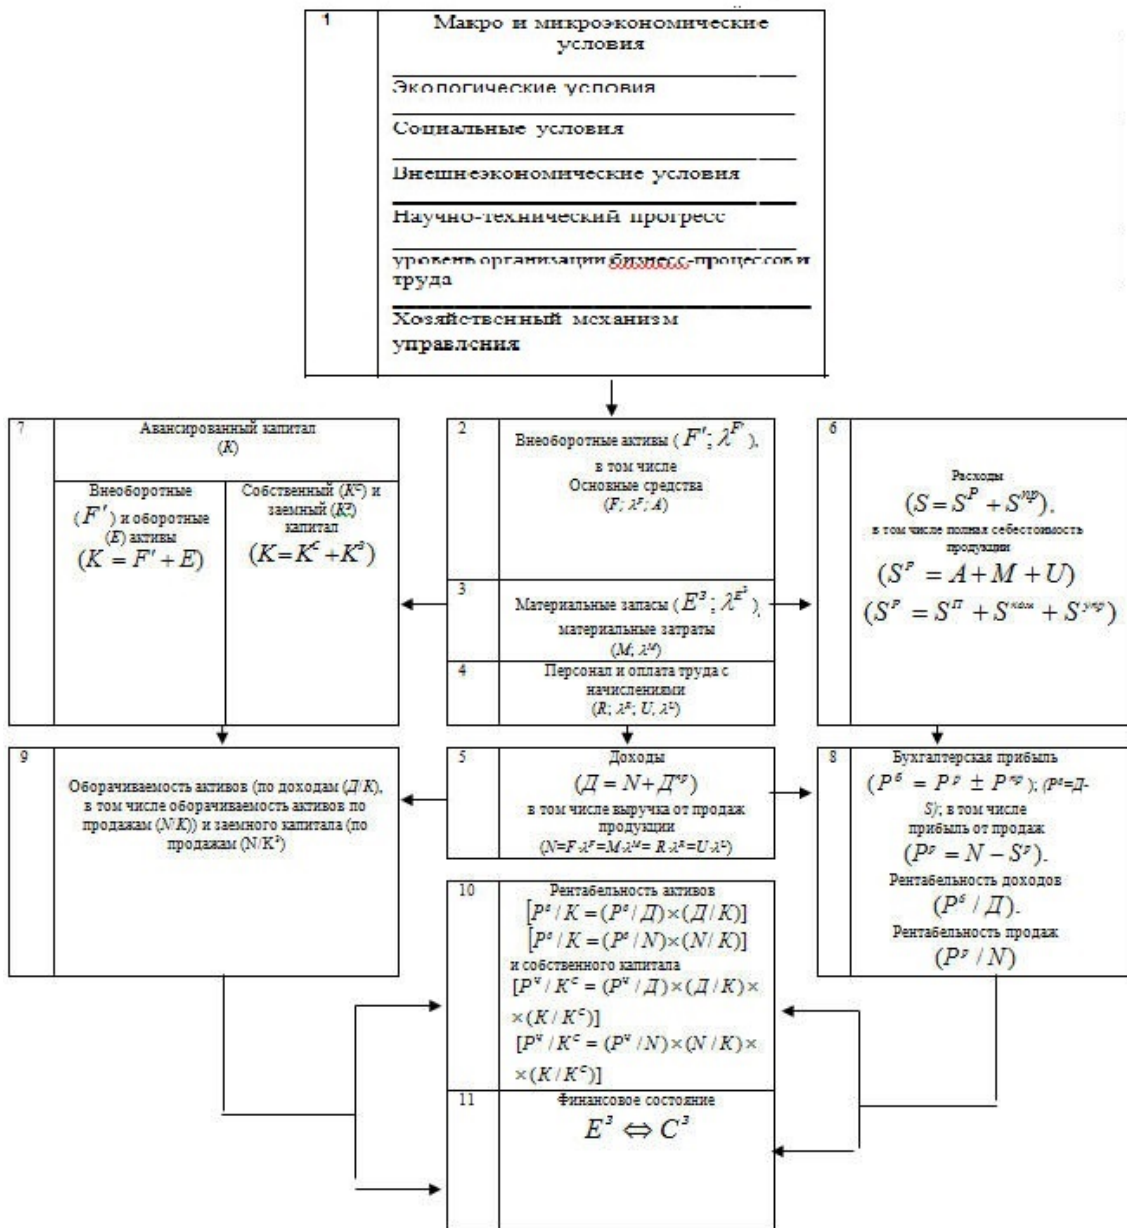 1
Макро и микроэкономические
условия
Экологические условия
Социальные условия
Внешнеэкономические условия
Научно-технический прогресс
уровень организации бизнесс-процессов и
труда
Хозяйственный механизм
управления
7
Авансированный капитал
(K)
Внеоборотные
(F') и оборотные
(E) активы
(K = F' + E)
Собственный (Kᶜ) и
заемный (Kᶾ)
капитал
(K = Kᶜ + Kᶾ)
2
Внеоборотные активы (F'; λ^F'),
в том числе
Основные средства
(F; λ^F; A)
3
Материальные запасы (E^З; λ^E^З),
материальные затраты
(M; λ^M)
4
Персонал и оплата труда с
начислениями
(R; λ^R; U, λ^U)
6
Расходы
(S = S^P + S^пр),
в том числе полная себестоимость
продукции
(S^P = A + M + U)
(S^P = S^П + S^ком + S^упр)
9
Оборачиваемость активов (по доходам (Д/К),
в том числе оборачиваемость активов по
продажам (N/K)) и заемного капитала (по
продажам (N/K^з)
5
Доходы
(Д = N + Д^пр)
в том числе выручка от продаж
продукции
(N=F·λ^F=M·λ^M= R·λ^R=U·λ^U)
8
Бухгалтерская прибыль
(P^б = P^p ± P^пр); (P^б=Д-
S); в том числе
прибыль от продаж
(P^p = N − S^p).
Рентабельность доходов
(P^б / Д).
Рентабельность продаж
(P^p / N)
10
Рентабельность активов
[P^б / K = (P^б / Д)×(Д / K)]
[P^б / K = (P^б / N)×(N / K)]
и собственного капитала
[P^ч / K^c = (P^ч / Д)×(Д / K)×
×(K / K^c)]
[P^ч / K^c = (P^ч / N)×(N / K)×
×(K / K^c)]
11
Финансовое состояние
E^З ⇔ C^З